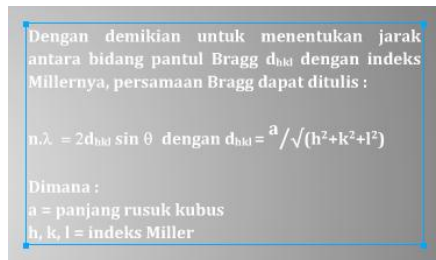 Dengan demikian untuk menentukan jarak
antara bidang pantul Bragg dₕₖₗ dengan indeks
Millernya, persamaan Bragg dapat ditulis :
n.λ = 2dₕₖₗ sin θ dengan dₕₖₗ = a/√(h²+k²+l²)
Dimana :
a = panjang rusuk kubus
h, k, l = indeks Miller